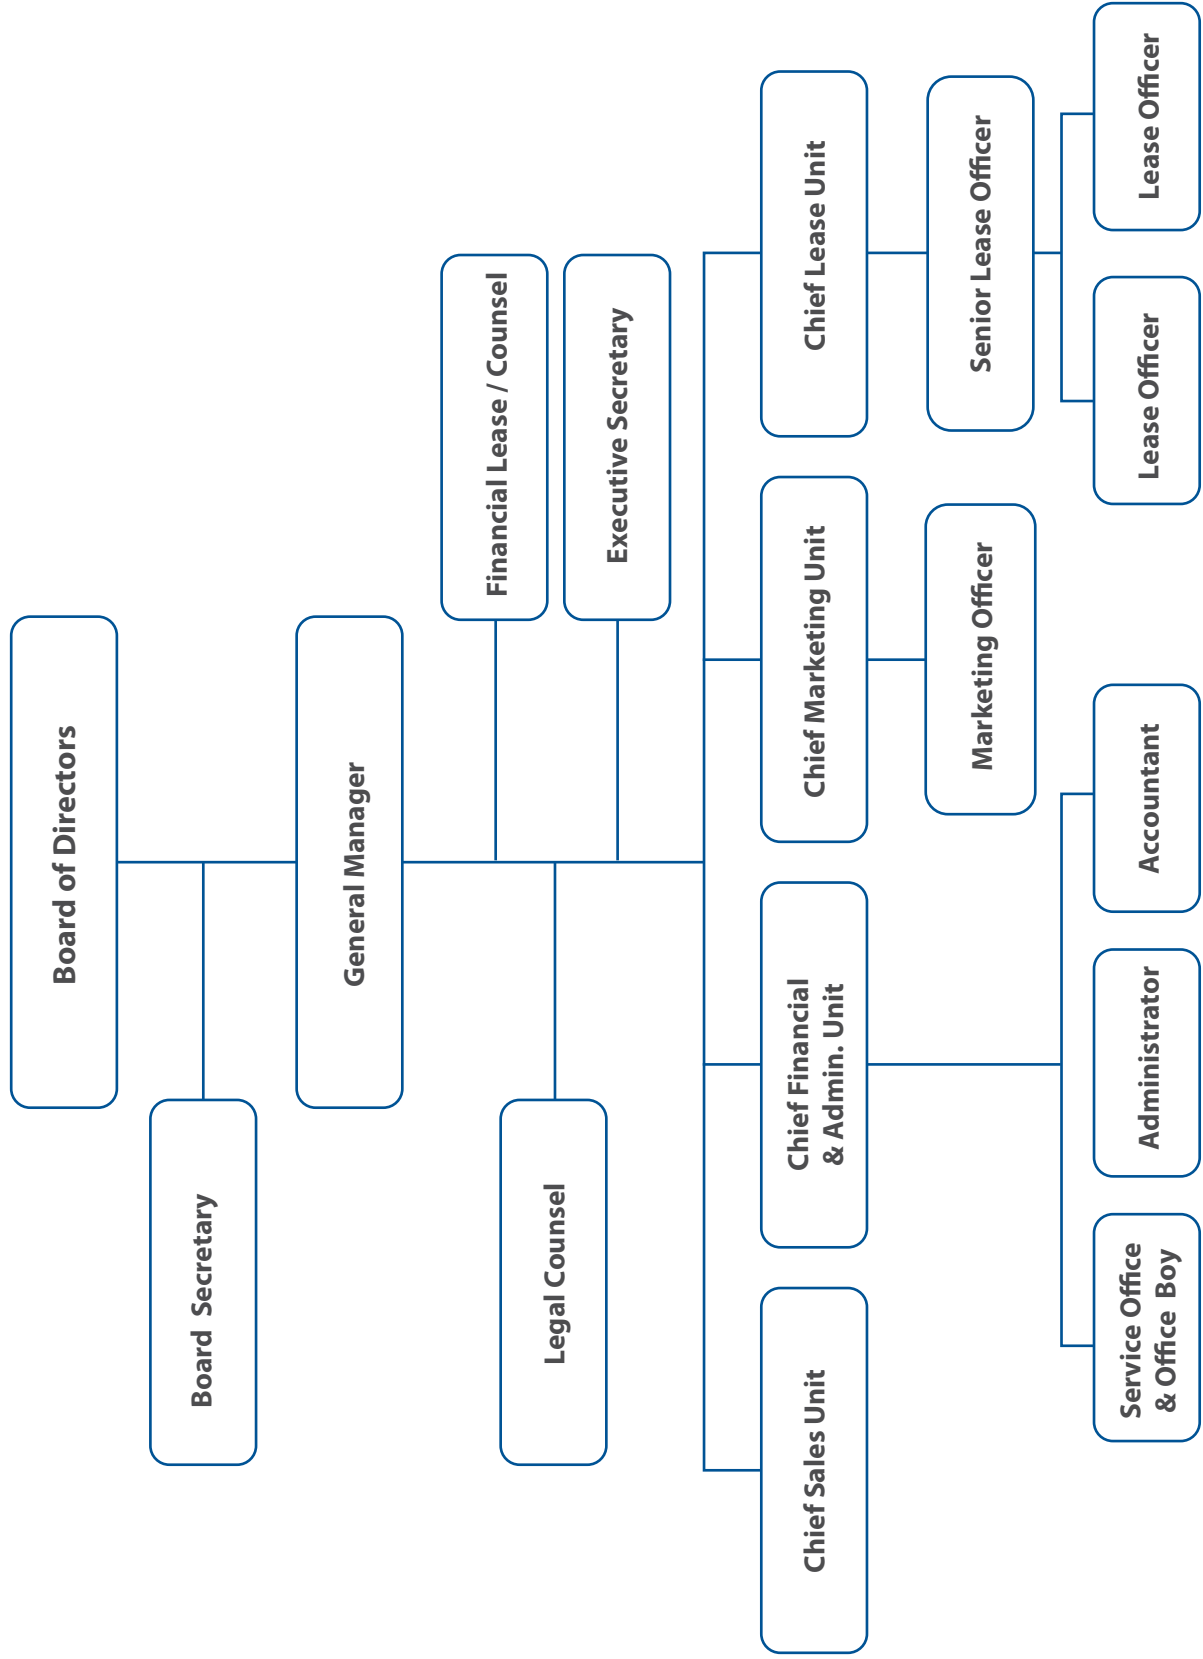 Board of Directors
Board Secretary
General Manager
Financial Lease / Counsel
Legal Counsel
Executive Secretary
Chief Sales Unit
Chief Financial
& Admin. Unit
Chief Marketing Unit
Chief Lease Unit
Marketing Officer
Senior Lease Officer
Service Office
& Office Boy
Administrator
Accountant
Lease Officer
Lease Officer